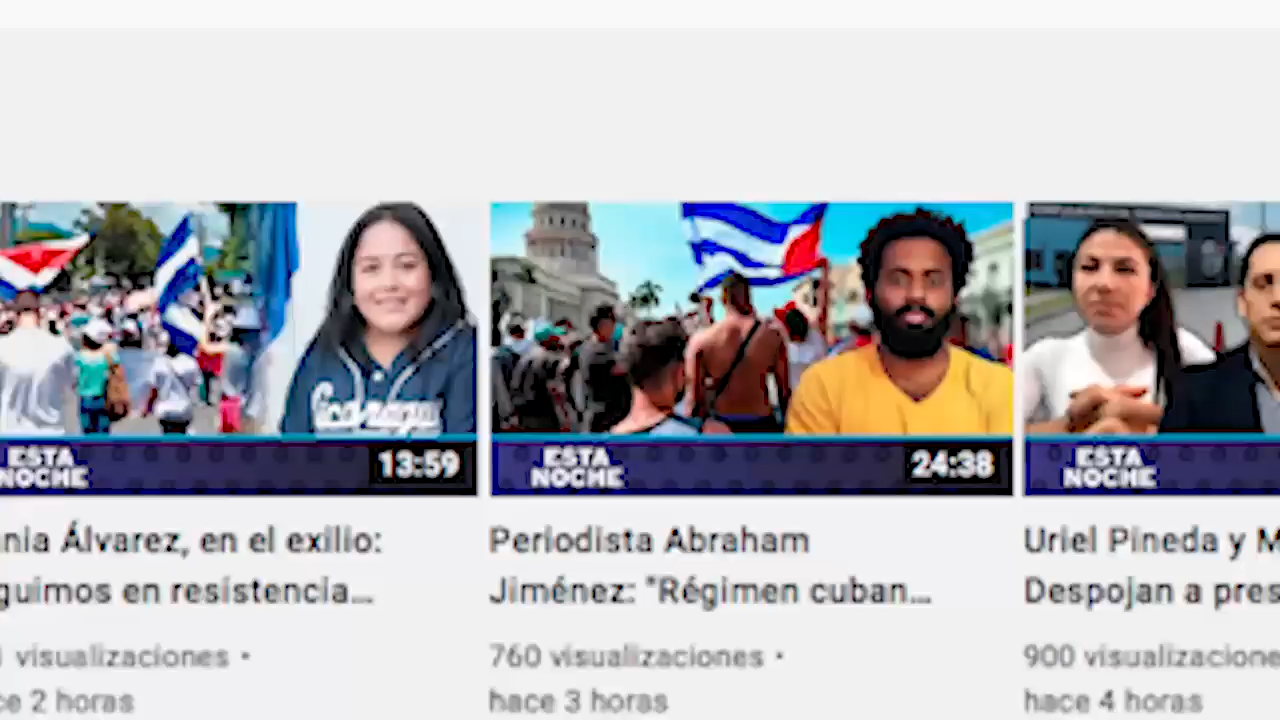 ESTA
NOCHE
13:59
nia Álvarez, en el exilio:
guimos en resistencia...
visualizaciones •
ce 2 horas
ESTA
NOCHE
24:38
Periodista Abraham
Jiménez: "Régimen cuban...
760 visualizaciones •
hace 3 horas
ESTA
NOCHE
Uriel Pineda y M
Despojan a pres
900 visualizacione
hace 4 horas